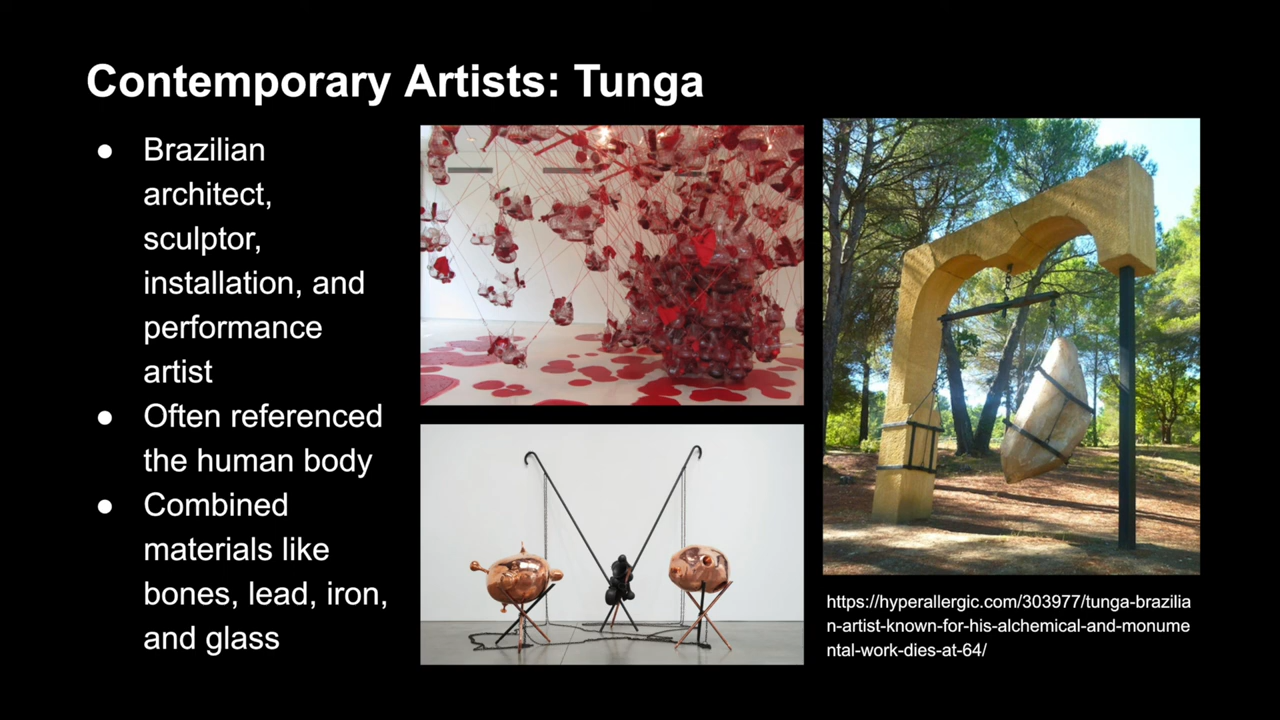 Contemporary Artists: Tunga
● Brazilian
architect,
sculptor,
installation, and
performance
artist
● Often referenced
the human body
● Combined
materials like
bones, lead, iron,
and glass
https://hyperallergic.com/303977/tunga-brazilia
n-artist-known-for-his-alchemical-and-monume
ntal-work-dies-at-64/